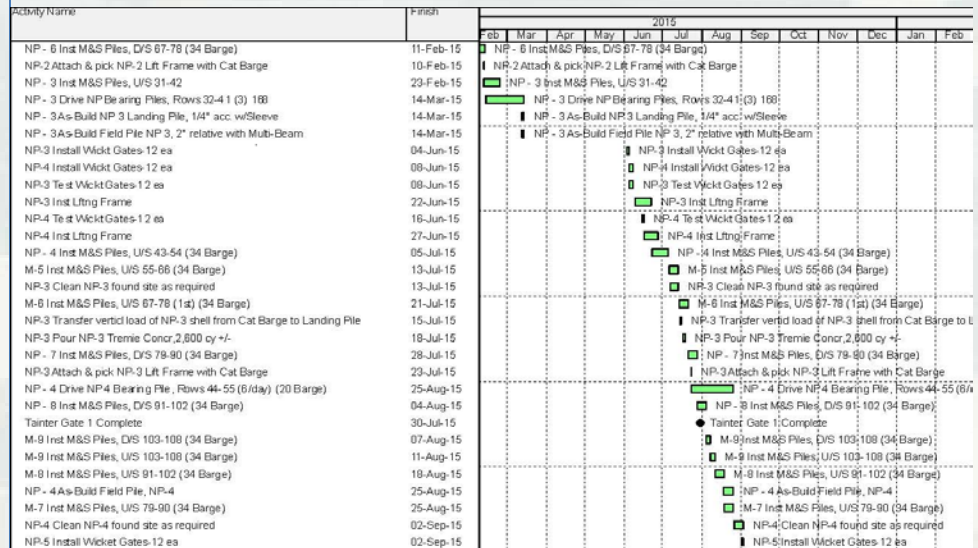 Activity Name Finish
2015
Feb Mar Apr May Jun Jul Aug Sep Oct Nov Dec Jan Feb
NP - 6 Inst M&S Piles, D/S 67-78 (34 Barge) 11-Feb-15 NP - 6 Inst M&S Piles, D/S 67-78 (34 Barge)
NP-2 Attach & pick NP-2 Lift Frame with Cat Barge 10-Feb-15 NP-2 Attach & pick NP-2 Lift Frame with Cat Barge
NP - 3 Inst M&S Piles, U/S 31-42 23-Feb-15 NP - 3 Inst M&S Piles, U/S 31-42
NP - 3 Drive NP Bearing Piles, Rows 32-41 (3) 168 14-Mar-15 NP - 3 Drive NP Bearing Piles, Rows 32-41 (3) 168
NP - 3 As-Build NP 3 Landing Pile, 1/4" acc. w/Sleeve 14-Mar-15 NP - 3 As-Build NP 3 Landing Pile, 1/4" acc. w/Sleeve
NP - 3 As-Build Field Pile NP 3, 2" relative with Multi-Beam 14-Mar-15 NP - 3 As-Build Field Pile NP 3, 2" relative with Multi-Beam
NP-3 Install Wickt Gates-12 ea 04-Jun-15 NP-3 Install Wickt Gates-12 ea
NP-4 Install Wickt Gates-12 ea 08-Jun-15 NP-4 Install Wickt Gates-12 ea
NP-3 Test Wickt Gates-12 ea 08-Jun-15 NP-3 Test Wickt Gates-12 ea
NP-3 Inst Lftng Frame 22-Jun-15 NP-3 Inst Lftng Frame
NP-4 Test Wickt Gates-12 ea 16-Jun-15 NP-4 Test Wickt Gates-12 ea
NP-4 Inst Lftng Frame 27-Jun-15 NP-4 Inst Lftng Frame
NP - 4 Inst M&S Piles, U/S 43-54 (34 Barge) 05-Jul-15 NP - 4 Inst M&S Piles, U/S 43-54 (34 Barge)
M-5 Inst M&S Piles, U/S 55-66 (34 Barge) 13-Jul-15 M-5 Inst M&S Piles, U/S 55-66 (34 Barge)
NP-3 Clean NP-3 found site as required 13-Jul-15 NP-3 Clean NP-3 found site as required
M-6 Inst M&S Piles, U/S 67-78 (1st) (34 Barge) 21-Jul-15 M-6 Inst M&S Piles, U/S 67-78 (1st) (34 Barge)
NP-3 Transfer verticl load of NP-3 shell from Cat Barge to Landing Pile 15-Jul-15 NP-3 Transfer verticl load of NP-3 shell from Cat Barge to L
NP-3 Pour NP-3 Tremie Concr,2,600 cy +/- 18-Jul-15 NP-3 Pour NP-3 Tremie Concr,2,600 cy +/-
NP - 7 Inst M&S Piles, D/S 79-90 (34 Barge) 28-Jul-15 NP - 7 Inst M&S Piles, D/S 79-90 (34 Barge)
NP-3 Attach & pick NP-3 Lift Frame with Cat Barge 23-Jul-15 NP-3 Attach & pick NP-3 Lift Frame with Cat Barge
NP - 4 Drive NP4 Bearing Pile, Rows 44-55 (6/day) (20 Barge) 25-Aug-15 NP - 4 Drive NP4 Bearing Pile, Rows 44-55 (6/
NP - 8 Inst M&S Piles, D/S 91-102 (34 Barge) 04-Aug-15 NP - 8 Inst M&S Piles, D/S 91-102 (34 Barge)
Tainter Gate 1 Complete 30-Jul-15 Tainter Gate 1 Complete
M-9 Inst M&S Piles, D/S 103-108 (34 Barge) 07-Aug-15 M-9 Inst M&S Piles, D/S 103-108 (34 Barge)
M-9 Inst M&S Piles, U/S 103-108 (34 Barge) 11-Aug-15 M-9 Inst M&S Piles, U/S 103-108 (34 Barge)
M-8 Inst M&S Piles, U/S 91-102 (34 Barge) 18-Aug-15 M-8 Inst M&S Piles, U/S 91-102 (34 Barge)
NP - 4 As-Build Field Pile, NP-4 25-Aug-15 NP - 4 As-Build Field Pile, NP-4
M-7 Inst M&S Piles, U/S 79-90 (34 Barge) 25-Aug-15 M-7 Inst M&S Piles, U/S 79-90 (34 Barge)
NP-4 Clean NP-4 found site as required 02-Sep-15 NP-4 Clean NP-4 found site as required
NP-5 Install Wicket Gates-12 ea 02-Sep-15 NP-5 Install Wicket Gates-12 ea